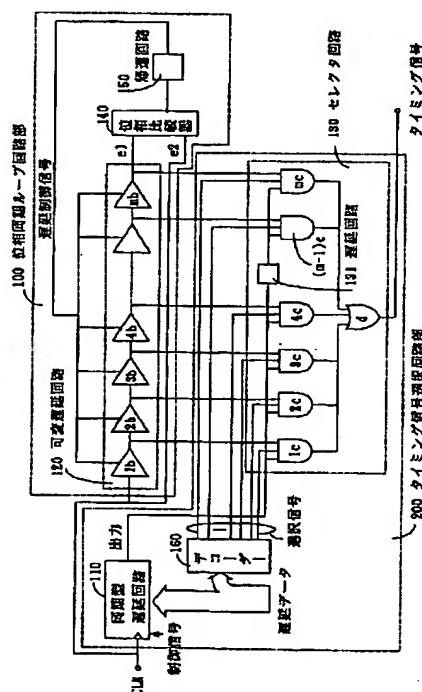 100 位相同期ループ回路部
遅延制御信号
120 可変遅延回路
150
帰還回路
140
位相比較器
e1
e2
1b
2b
3b
4b
nb
110
同期型
遅延回路
出力
CLK
制御信号
160
デコーダー
遅延データ
選択信号
1c
2c
3c
4c
(n-1)c
nc
131 遅延回路
d
130 セレクタ回路
タイミング信号
200 タイミング信号選択回路部